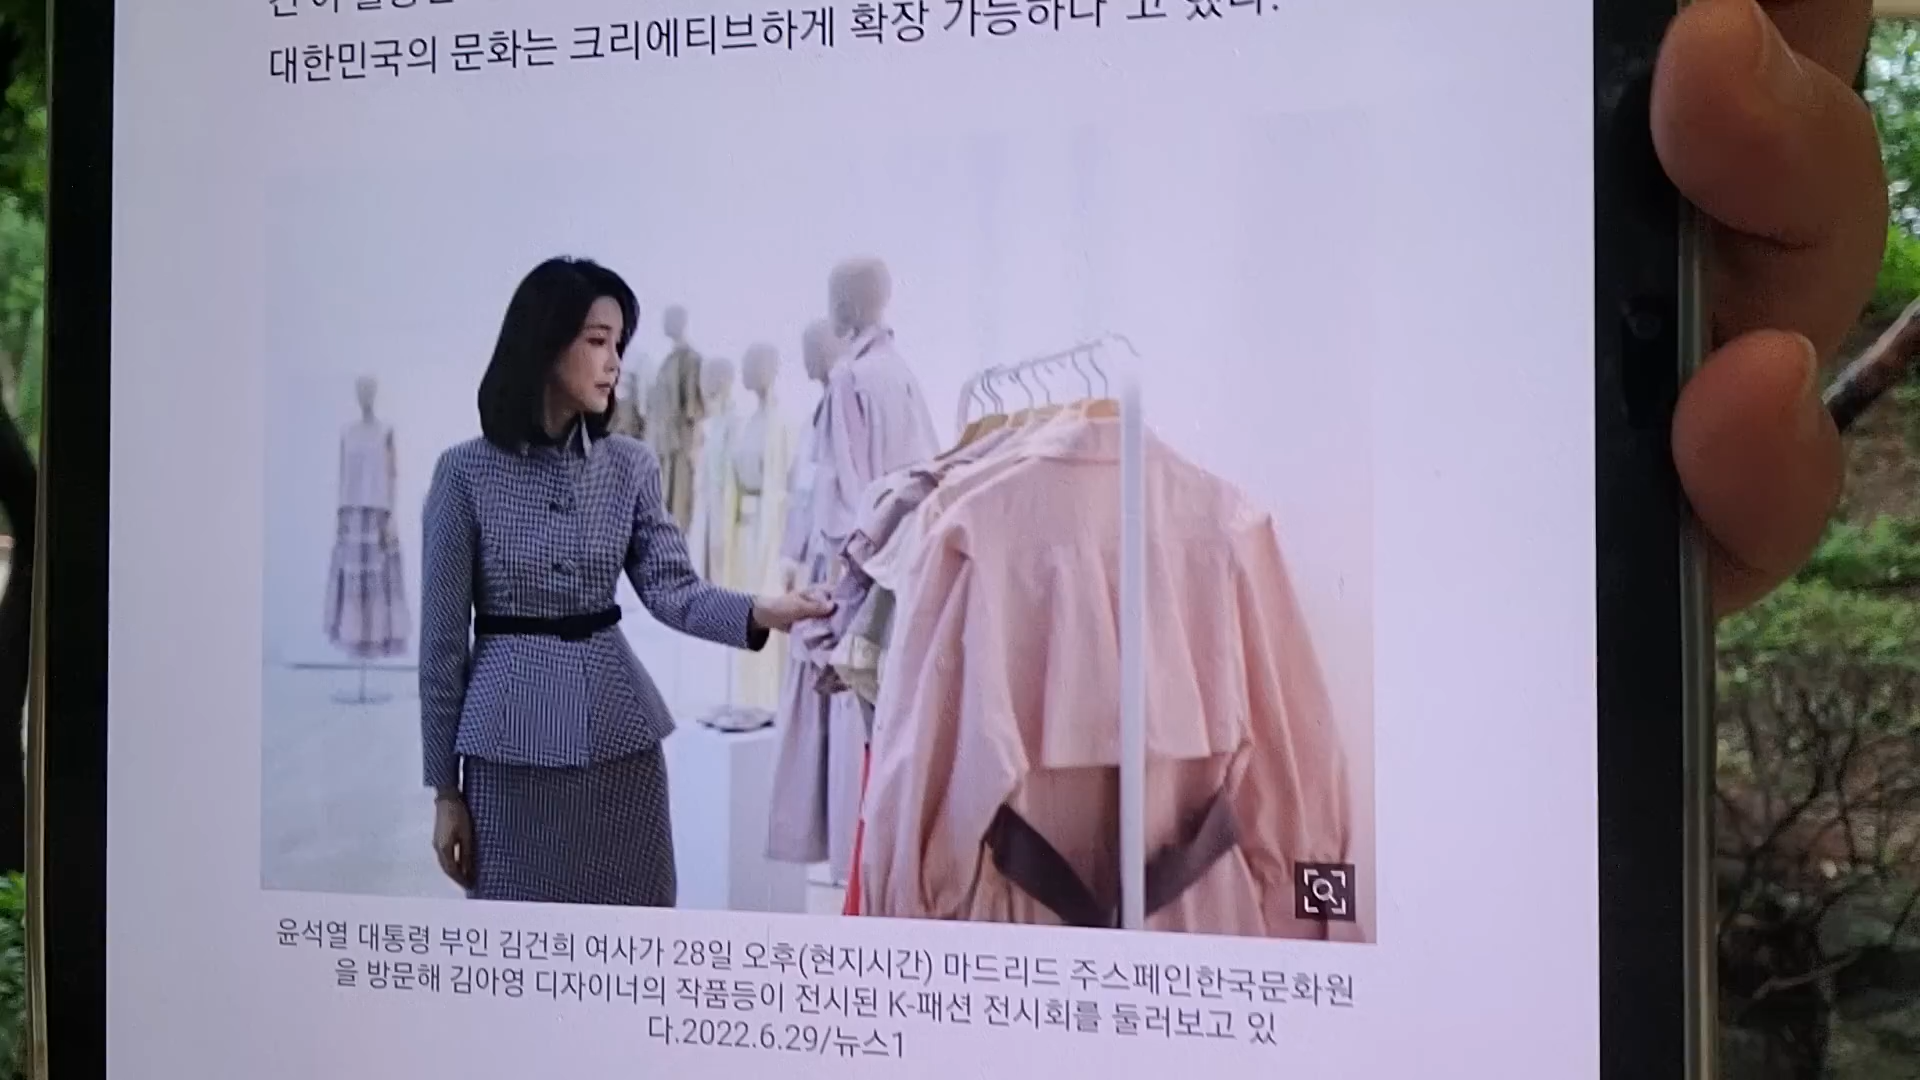 대한민국의 문화는 크리에티브하게 확장 가능하다"고 있다.
윤석열 대통령 부인 김건희 여사가 28일 오후(현지시간) 마드리드 주스페인한국문화원
을 방문해 김아영 디자이너의 작품등이 전시된 K-패션 전시회를 둘러보고 있
다.2022.6.29/뉴스1